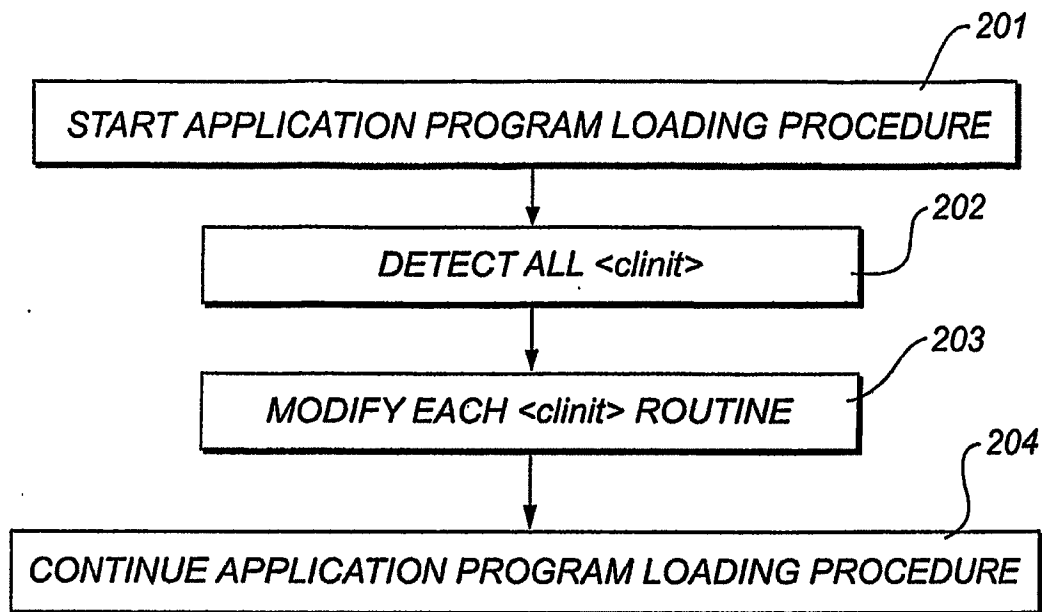 201
START APPLICATION PROGRAM LOADING PROCEDURE
202
DETECT ALL <clinit>
203
MODIFY EACH <clinit> ROUTINE
204
CONTINUE APPLICATION PROGRAM LOADING PROCEDURE